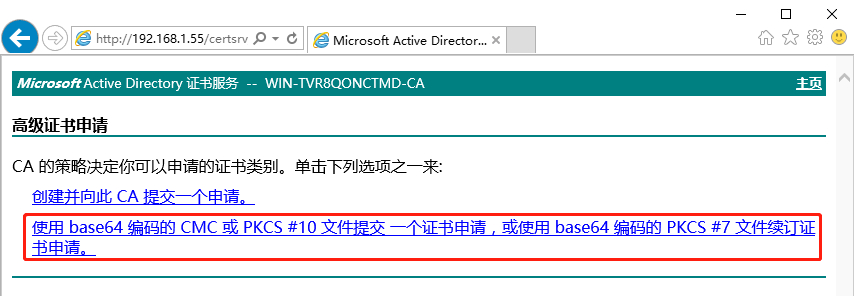 http://192.168.1.55/certsrv
Microsoft Active Director...
Microsoft Active Directory 证书服务 -- WIN-TVR8QONCTMD-CA 主页
高级证书申请
CA 的策略决定你可以申请的证书类别。单击下列选项之一来:
创建并向此 CA 提交一个申请。
使用 base64 编码的 CMC 或 PKCS #10 文件提交 一个证书申请，或使用 base64 编码的 PKCS #7 文件续订证
书申请。